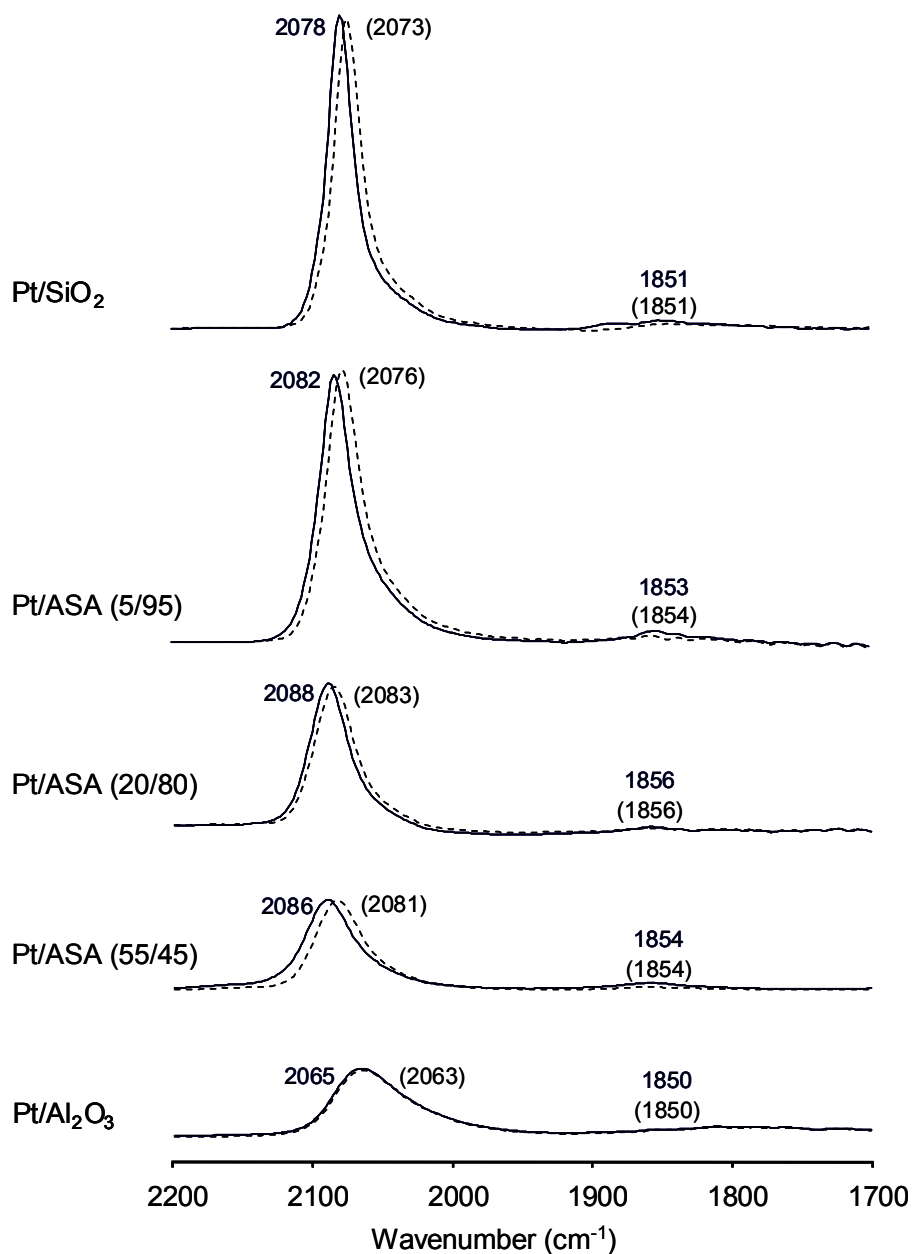 2078 (2073)
Pt/SiO₂
1851
(1851)
2082 (2076)
Pt/ASA (5/95)
1853
(1854)
2088 (2083)
Pt/ASA (20/80)
1856
(1856)
2086 (2081)
Pt/ASA (55/45)
1854
(1854)
2065 (2063)
Pt/Al₂O₃
1850
(1850)
2200 2100 2000 1900 1800 1700
Wavenumber (cm⁻¹)